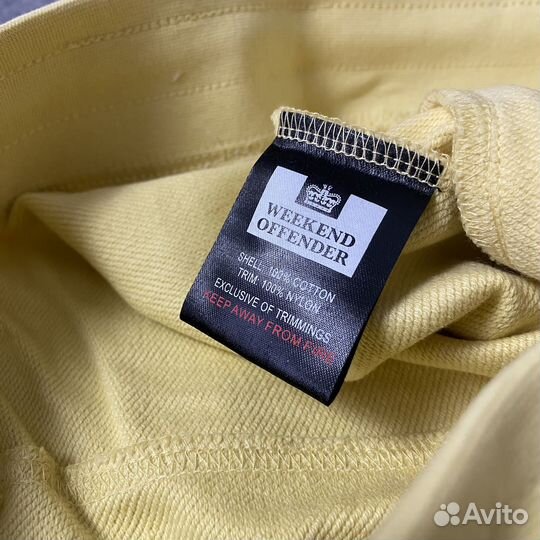 WEEKEND
OFFENDER
SHELL: 100% COTTON
TRIM: 100% NYLON
EXCLUSIVE OF TRIMMINGS
KEEP AWAY FROM FIRE
Avito